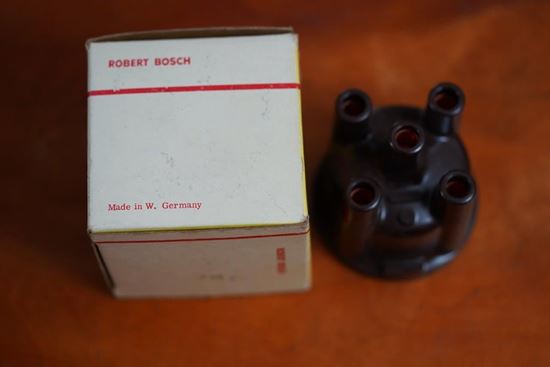 ROBERT BOSCH
Made in W. Germany